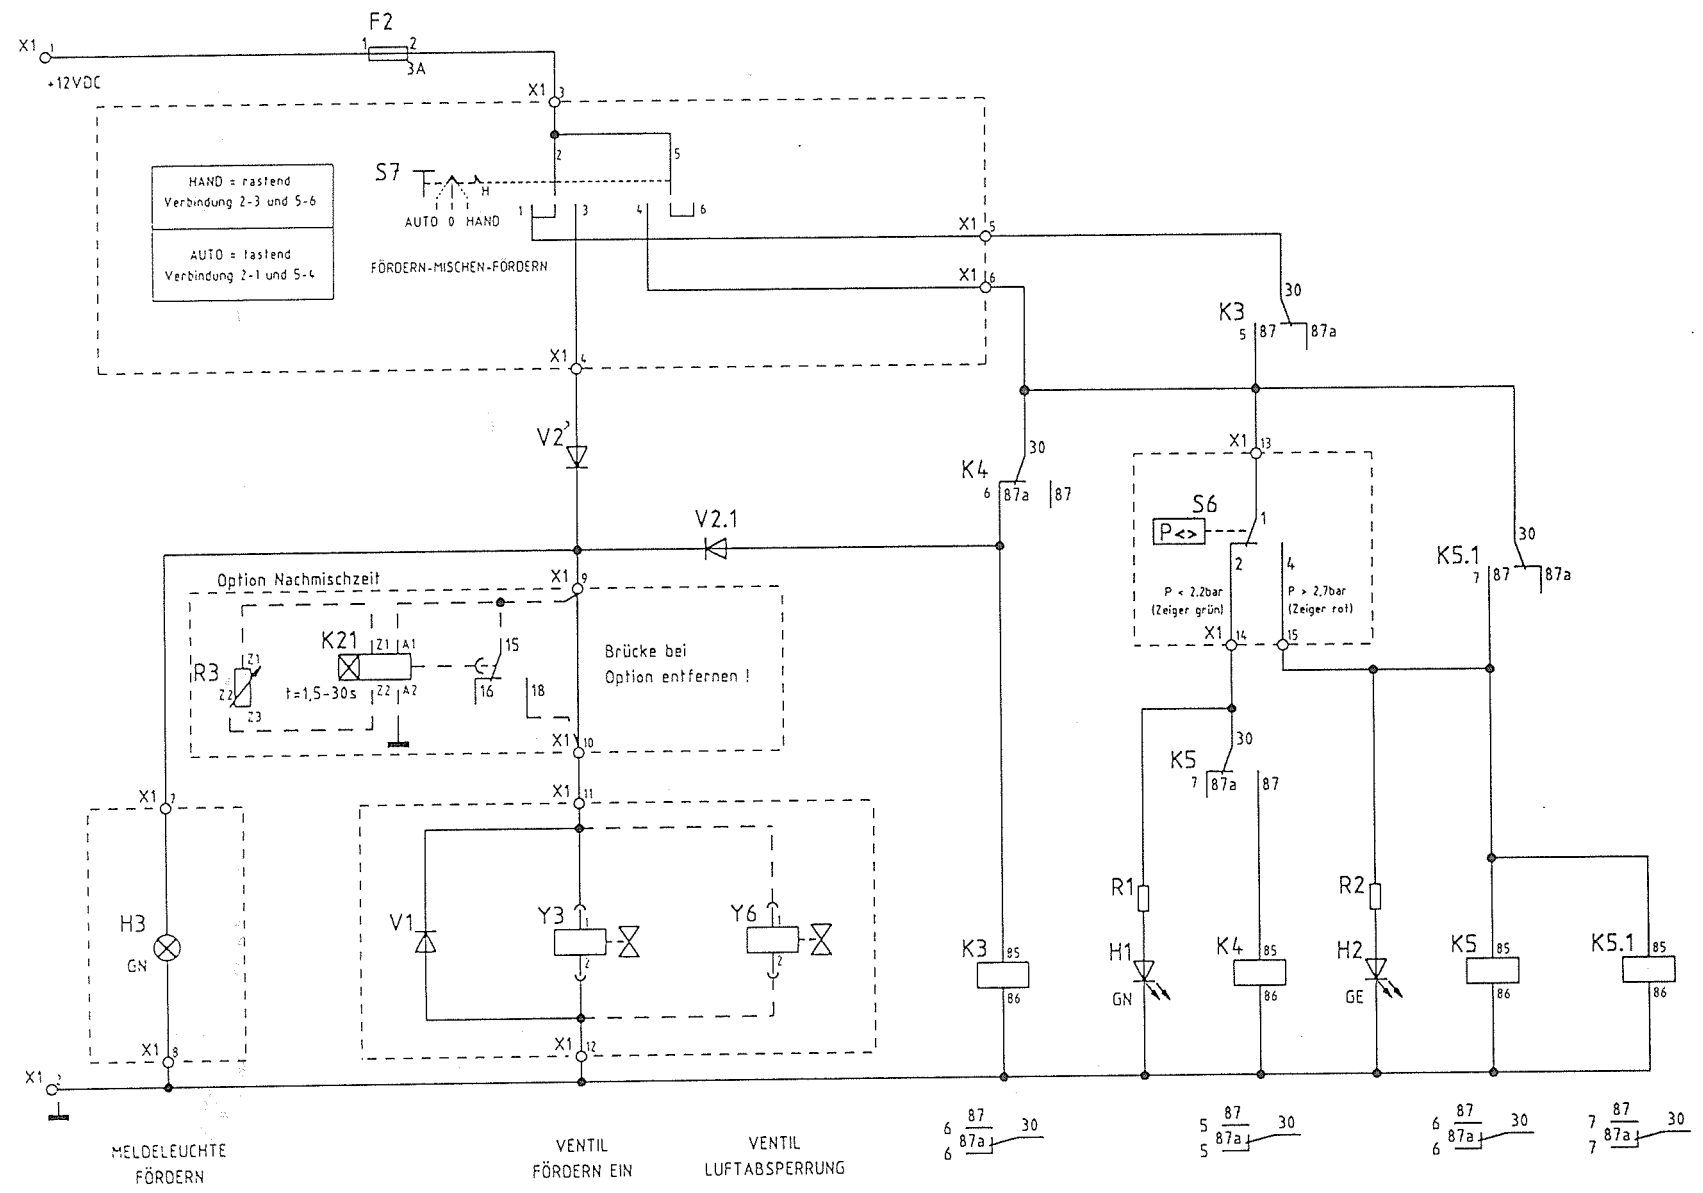 F2
X1 1
1 2
3A
+12VDC
X1 3
2 5
S7
H
AUTO 0 HAND
1 3 4 6
HAND = rastend
Verbindung 2-3 und 5-6
AUTO = tastend
Verbindung 2-1 und 5-4
FÖRDERN-MISCHEN-FÖRDERN
X1 5
X1 6
X1 4
K3
30
5 87 87a
V2
K4
30
6 87a 87
X1 13
S6
P<>
1
2 4
P < 2.2bar
(Zeiger grün)
P > 2,7bar
(Zeiger rot)
X1 14 15
K5.1
30
7 87 87a
V2.1
Option Nachmischzeit
X1 9
K21
Z1 A1
Z2 A2
t=1,5-30s
R3
Z1
Z2
Z3
15
16 18
Brücke bei
Option entfernen !
X1 10
K5
30
7 87a 87
X1 7
X1 11
H3
GN
V1
Y3
1
2
Y6
1
2
K3
85
86
R1
H1
GN
K4
85
86
R2
H2
GE
K5
85
86
K5.1
85
86
X1 8
X1 12
X1 2
MELDELEUCHTE
FÖRDERN
VENTIL
FÖRDERN EIN
VENTIL
LUFTABSPERRUNG
6 87
6 87a 30
5 87
5 87a 30
6 87
6 87a 30
7 87
7 87a 30